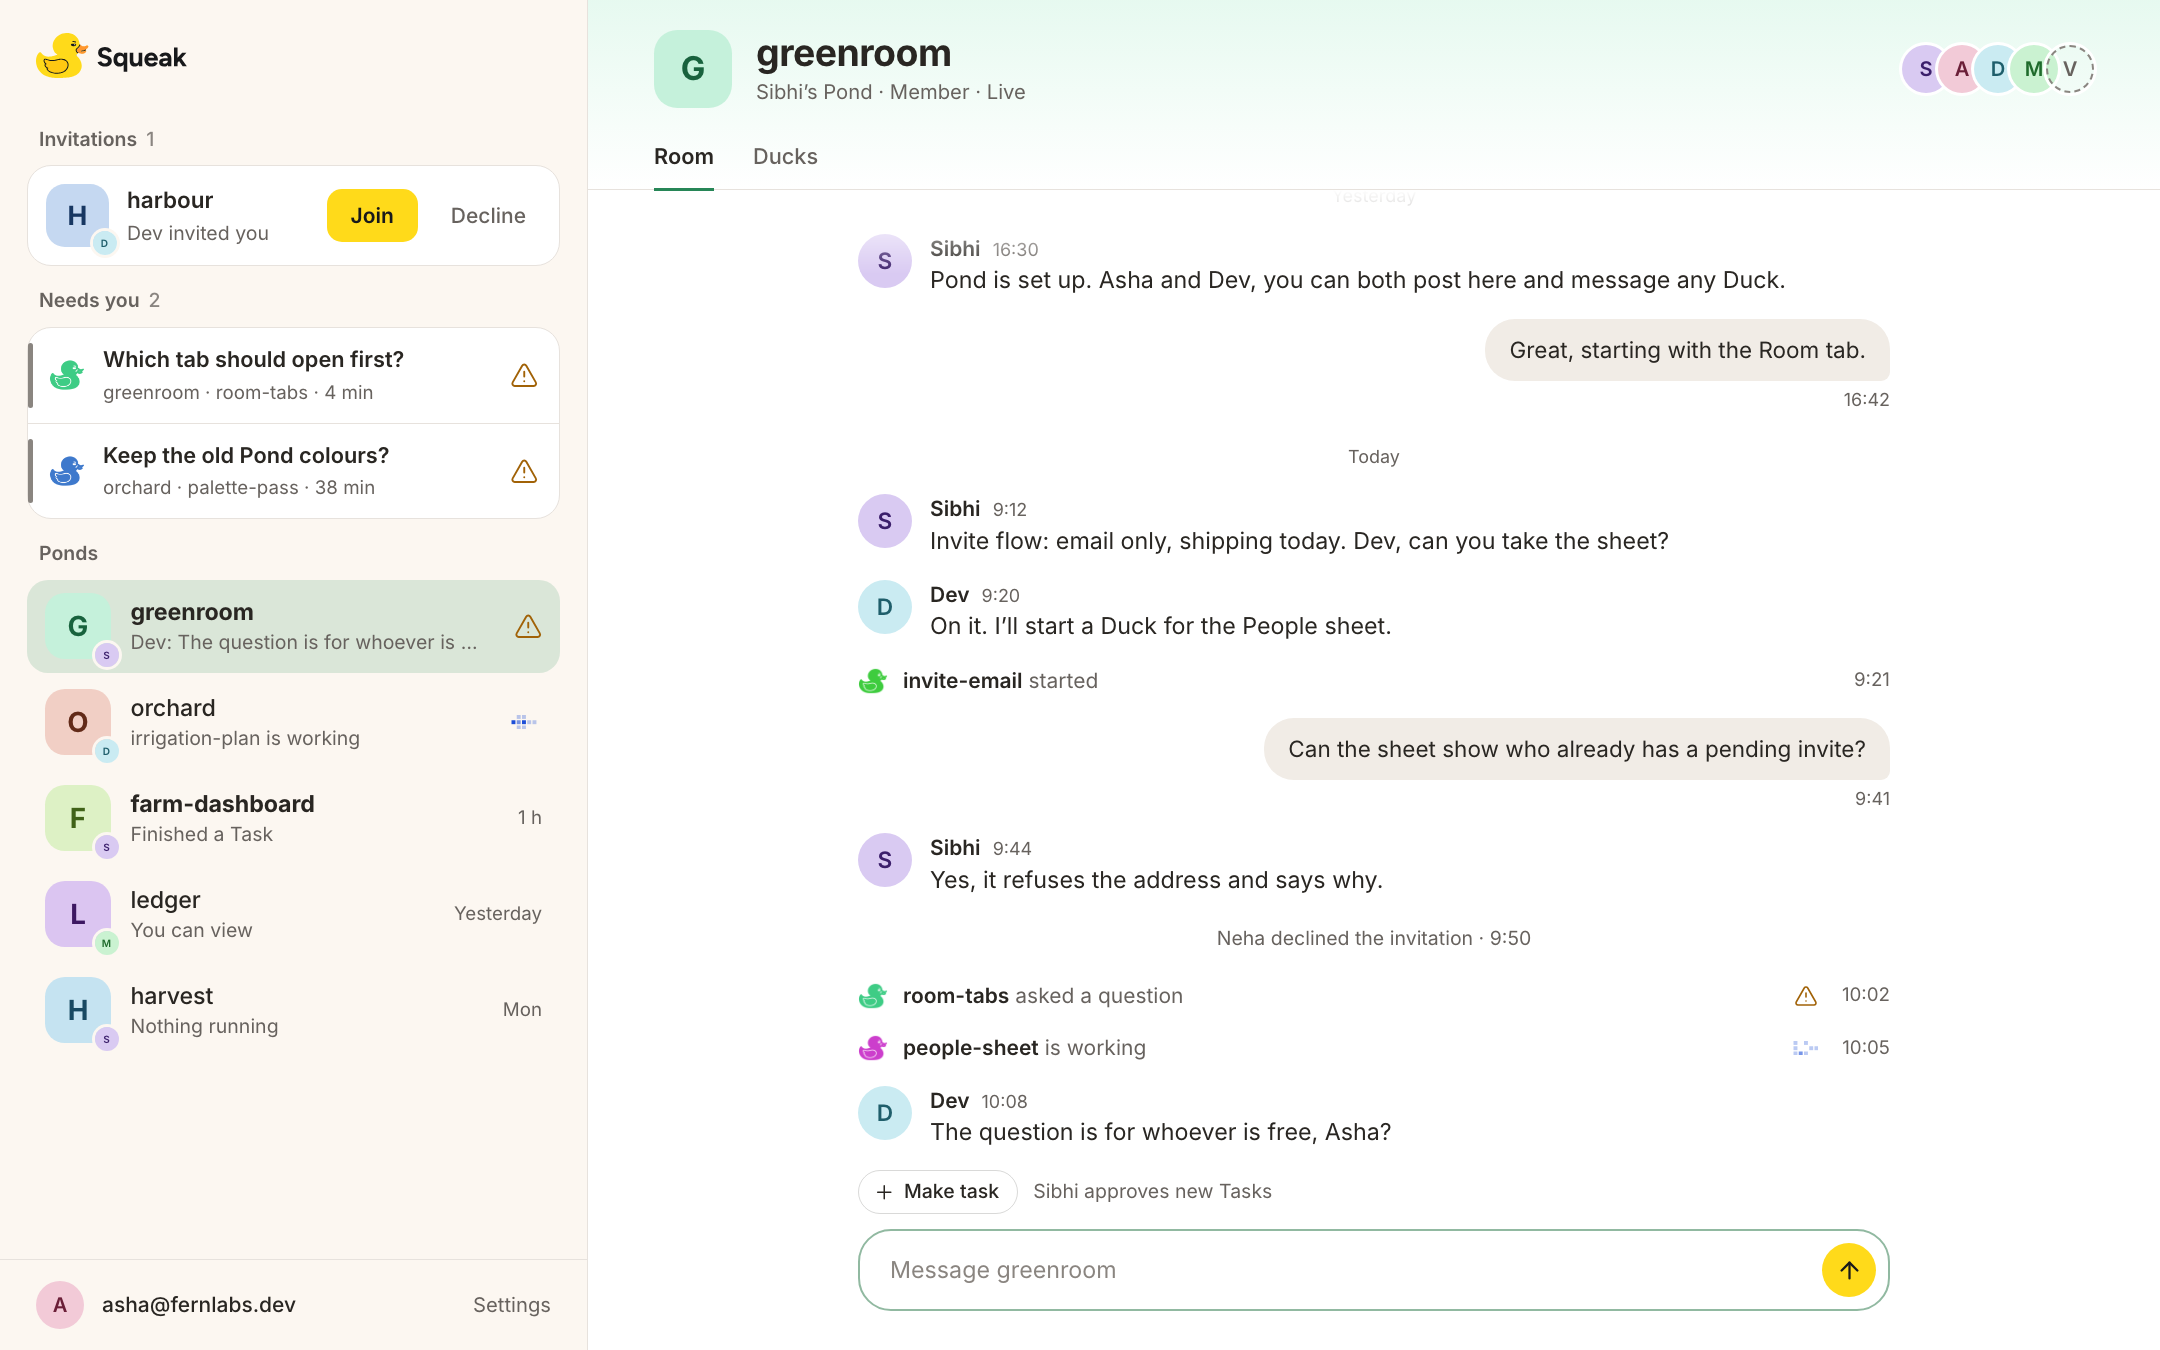 Squeak
Invitations 1
H
D
harbour
Dev invited you
Join
Decline
Needs you 2
Which tab should open first?
greenroom · room-tabs · 4 min
Keep the old Pond colours?
orchard · palette-pass · 38 min
Ponds
G
S
greenroom
Dev: The question is for whoever is ...
O
D
orchard
irrigation-plan is working
F
S
farm-dashboard
Finished a Task
1 h
L
M
ledger
You can view
Yesterday
H
S
harvest
Nothing running
Mon
A
asha@fernlabs.dev
Settings
G
greenroom
Sibhi’s Pond · Member · Live
S A D M V
Room
Ducks
Yesterday
S
Sibhi 16:30
Pond is set up. Asha and Dev, you can both post here and message any Duck.
Great, starting with the Room tab.
16:42
Today
S
Sibhi 9:12
Invite flow: email only, shipping today. Dev, can you take the sheet?
D
Dev 9:20
On it. I’ll start a Duck for the People sheet.
invite-email started 9:21
Can the sheet show who already has a pending invite?
9:41
S
Sibhi 9:44
Yes, it refuses the address and says why.
Neha declined the invitation · 9:50
room-tabs asked a question 10:02
people-sheet is working 10:05
D
Dev 10:08
The question is for whoever is free, Asha?
Make task
Sibhi approves new Tasks
Message greenroom